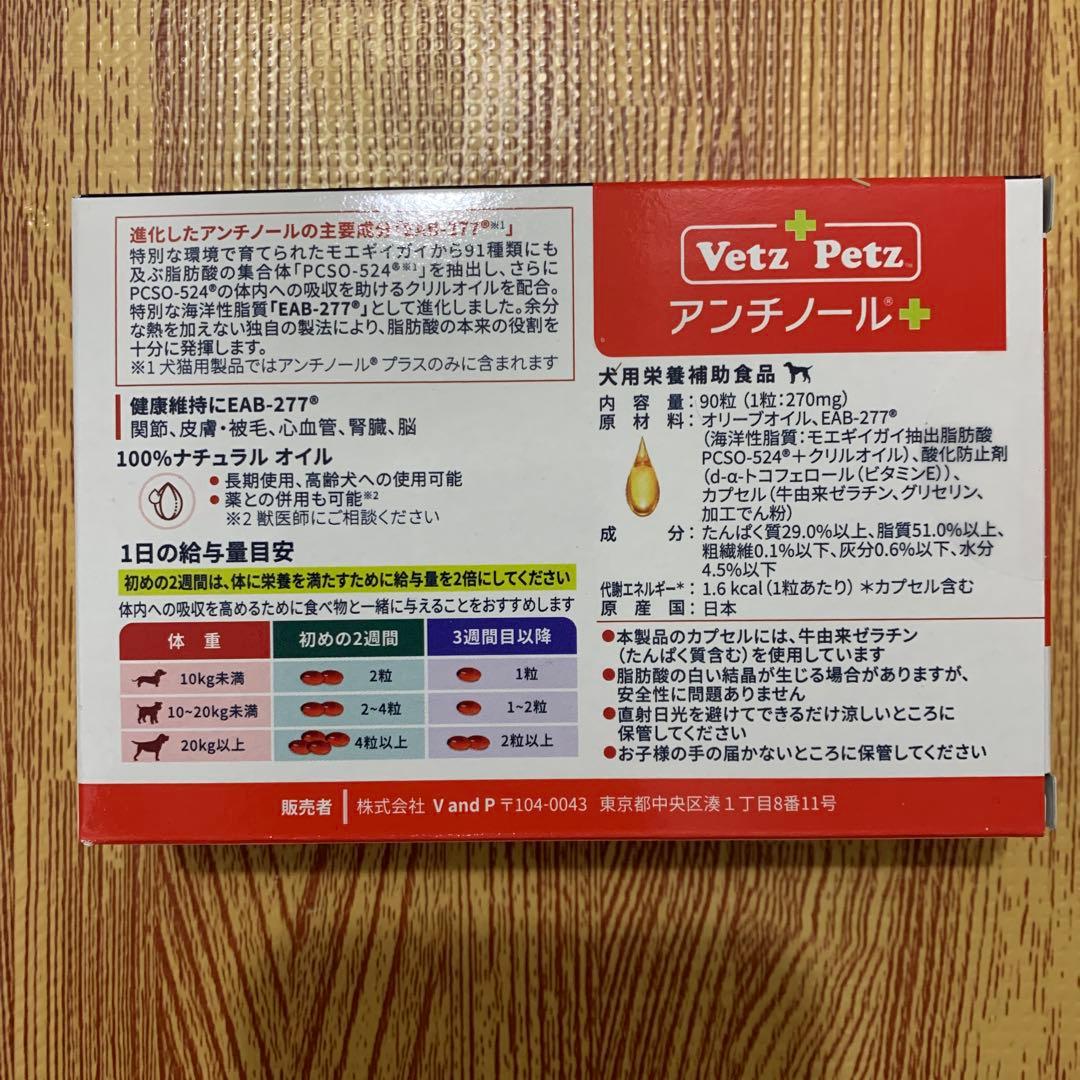 進化したアンチノールの主要成分「EAB-277®※1」
特別な環境で育てられたモエギイガイから91種類にも
及ぶ脂肪酸の集合体「PCSO-524®※1」を抽出し、さらに
PCSO-524®の体内への吸収を助けるクリルオイルを配合。
特別な海洋性脂質「EAB-277®」として進化しました。余分
な熱を加えない独自の製法により、脂肪酸の本来の役割を
十分に発揮します。
※1 犬猫用製品ではアンチノール® プラスのみに含まれます
健康維持にEAB-277®
関節、皮膚・被毛、心血管、腎臓、脳
100%ナチュラル オイル
● 長期使用、高齢犬への使用可能
● 薬との併用も可能※2
※2 獣医師にご相談ください
1日の給与量目安
初めの2週間は、体に栄養を満たすために給与量を2倍にしてください
体内への吸収を高めるために食べ物と一緒に与えることをおすすめします
体重 初めの2週間 3週間目以降
10kg未満 2粒 1粒
10~20kg未満 2~4粒 1~2粒
20kg以上 4粒以上 2粒以上
Vetz Petz™
アンチノール®+
犬用栄養補助食品
内容量：90粒（1粒：270mg）
原材料：オリーブオイル、EAB-277®
（海洋性脂質：モエギイガイ抽出脂肪酸
PCSO-524®＋クリルオイル）、酸化防止剤
（d-α-トコフェロール（ビタミンE））、
カプセル（牛由来ゼラチン、グリセリン、
加工でん粉）
成分：たんぱく質29.0%以上、脂質51.0%以上、
粗繊維0.1%以下、灰分0.6%以下、水分
4.5%以下
代謝エネルギー*：1.6 kcal（1粒あたり）＊カプセル含む
原産国：日本
●本製品のカプセルには、牛由来ゼラチン
（たんぱく質含む）を使用しています
●脂肪酸の白い結晶が生じる場合がありますが、
安全性に問題ありません
●直射日光を避けてできるだけ涼しいところに
保管してください
●お子様の手の届かないところに保管してください
販売者 株式会社 V and P 〒104-0043 東京都中央区湊1丁目8番11号